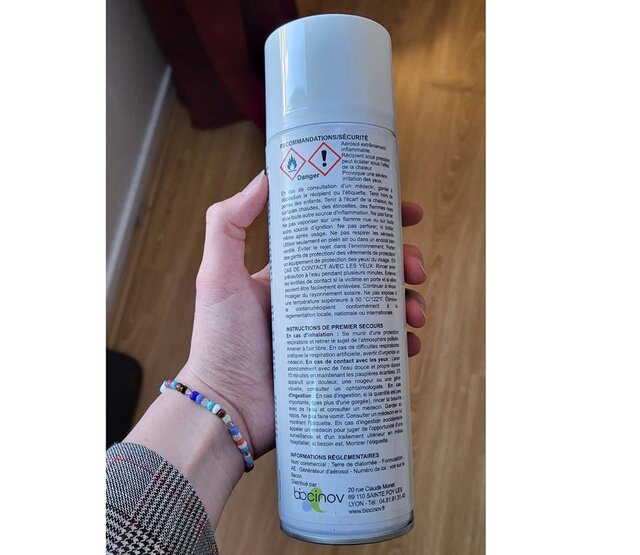 RECOMMANDATIONS/SÉCURITÉ
Aérosol extrêmement
inflammable.
Récipient sous pression
peut éclater sous l'effet
de la chaleur.
Provoque une sévère
irritation des yeux.
Danger
En cas de consultation d'un médecin, garder à
disposition le récipient ou l'étiquette. Tenir hors de
portée des enfants. Tenir à l'écart de la chaleur, des
surfaces chaudes, des étincelles, des flammes nues
et de toute autre source d'inflammation. Ne pas fumer.
Ne pas vaporiser sur une flamme nue ou sur toute
autre source d'ignition. Ne pas perforer, ni brûler,
même après usage. Ne pas respirer les aérosols.
Utiliser seulement en plein air ou dans un endroit bien
ventilé. Éviter le rejet dans l'environnement. Porter
des gants de protection/ des vêtements de protection/
un équipement de protection des yeux/ du visage. EN
CAS DE CONTACT AVEC LES YEUX: Rincer avec
précaution à l'eau pendant plusieurs minutes. Enlever
les lentilles de contact si la victime en porte et si elles
peuvent être facilement enlevées. Continuer à rincer.
Protéger du rayonnement solaire. Ne pas exposer à
une température supérieure à 50 °C/122°F. Éliminer
le contenu/récipient conformément à la
réglementation locale, nationale ou internationale.
INSTRUCTIONS DE PREMIER SECOURS
En cas d'inhalation : Se munir d'une protection
respiratoire et retirer le sujet de l'atmosphère polluée.
Amener à l'air libre. En cas de difficultés respiratoires
pratiquer la respiration artificielle, avertir d'urgence un
médecin. En cas de contact avec les yeux : Laver
abondamment avec de l'eau douce et propre durant
15 minutes en maintenant les paupières écartées. S'il
apparaît une douleur, une rougeur ou une gêne
visuelle, consulter un ophtalmologiste. En cas
d'ingestion : En cas d'ingestion, si la quantité est peu
importante, (pas plus d'une gorgée), rincer la bouche
avec de l'eau et consulter un médecin. Garder au
repos. Ne pas faire vomir. Consulter un médecin en lui
montrant l'étiquette. En cas d'ingestion accidentelle
appeler un médecin pour juger de l'opportunité d'une
surveillance et d'un traitement ultérieur en milieu
hospitalier, si besoin est. Montrer l'étiquette.
INFORMATIONS RÉGLEMENTAIRES
Nom commercial : Terre de diatomée - Formulation
AE: Générateur d'aérosol - Numéro de lot : voir sur le
flacon.
Distribué par :
biocinov
20 rue Claude Monet
69 110 SAINTE FOY LES
LYON - Tél : 04.81.91.31.45
www.biocinov.fr